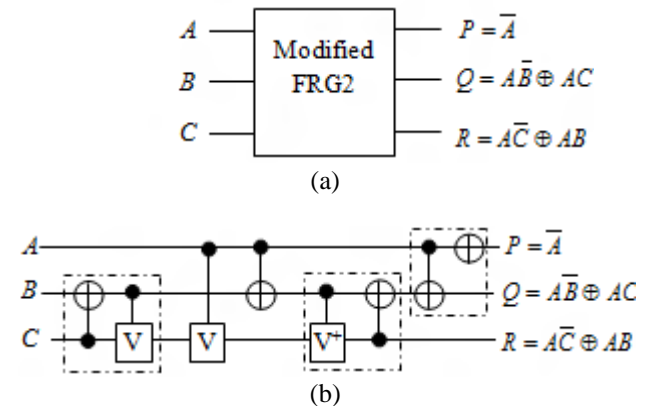 A
P = A̅
Modified
FRG2
B
Q = AB̅ ⊕ AC
C
R = AC̅ ⊕ AB
(a)
A
P = A̅
B
Q = AB̅ ⊕ AC
C
V
V
V⁺
R = AC̅ ⊕ AB
(b)